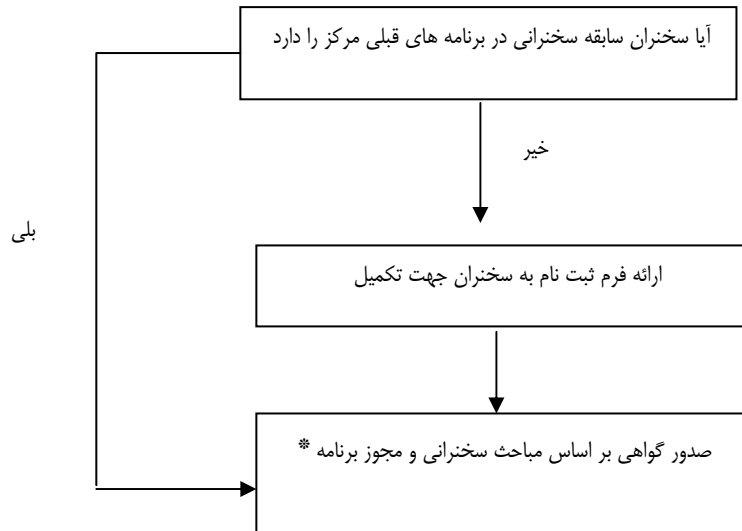 آیا سخنران سابقه سخنرانی در برنامه های قبلی مرکز را دارد
خیر
بلی
ارائه فرم ثبت نام به سخنران جهت تکمیل
صدور گواهی بر اساس مباحث سخنرانی و مجوز برنامه *